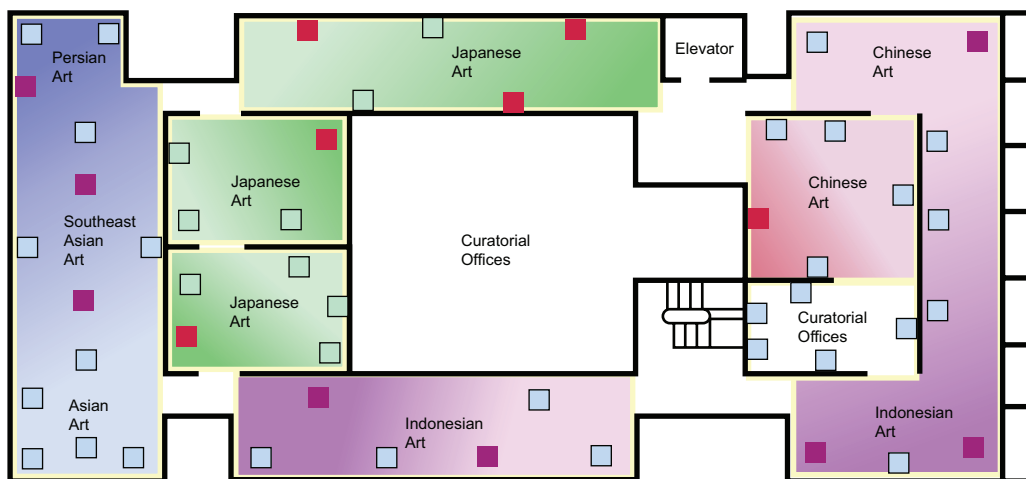 Persian
Art
Japanese
Art
Elevator
Chinese
Art
Japanese
Art
Chinese
Art
Southeast
Asian
Art
Curatorial
Offices
Japanese
Art
Curatorial
Offices
Asian
Art
Indonesian
Art
Indonesian
Art